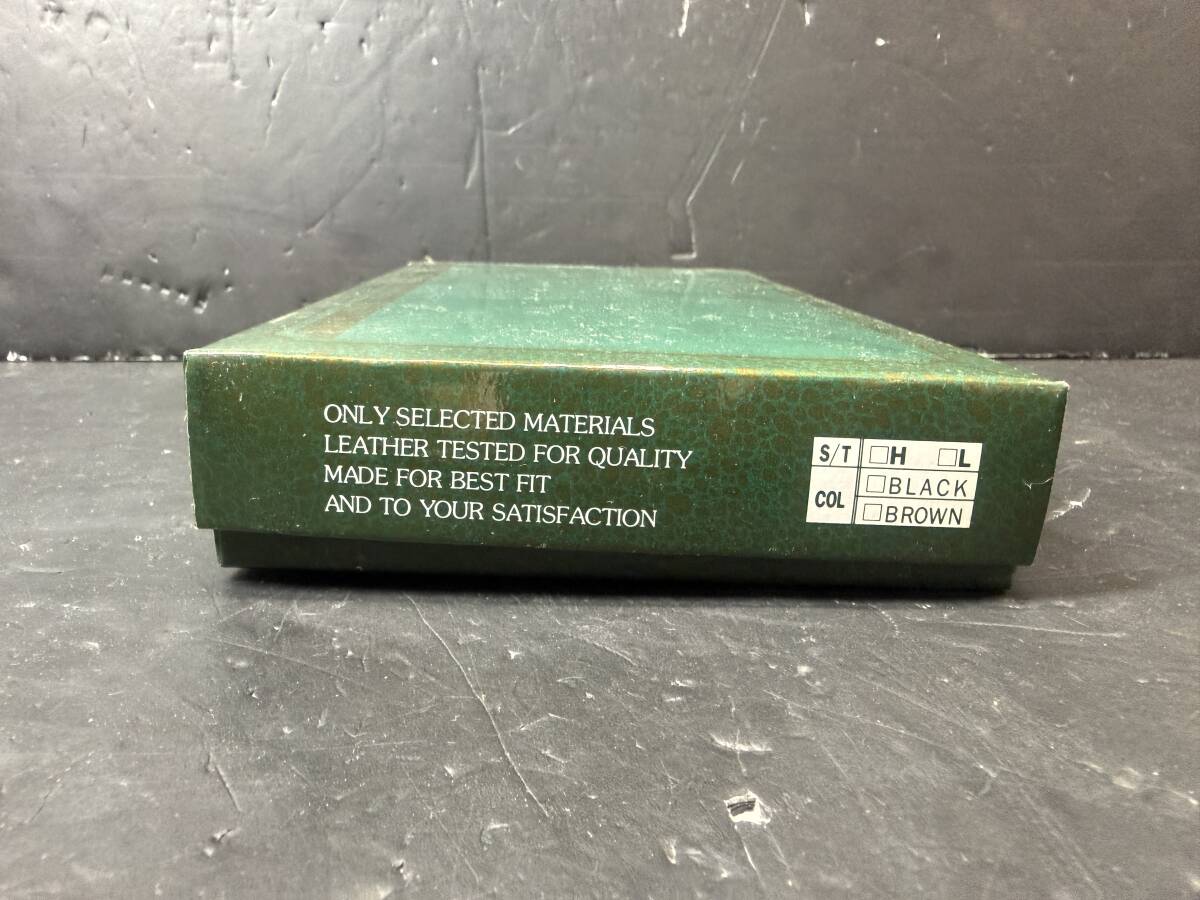 ONLY SELECTED MATERIALS
LEATHER TESTED FOR QUALITY
MADE FOR BEST FIT
AND TO YOUR SATISFACTION
S/T □H □L
COL □BLACK
□BROWN